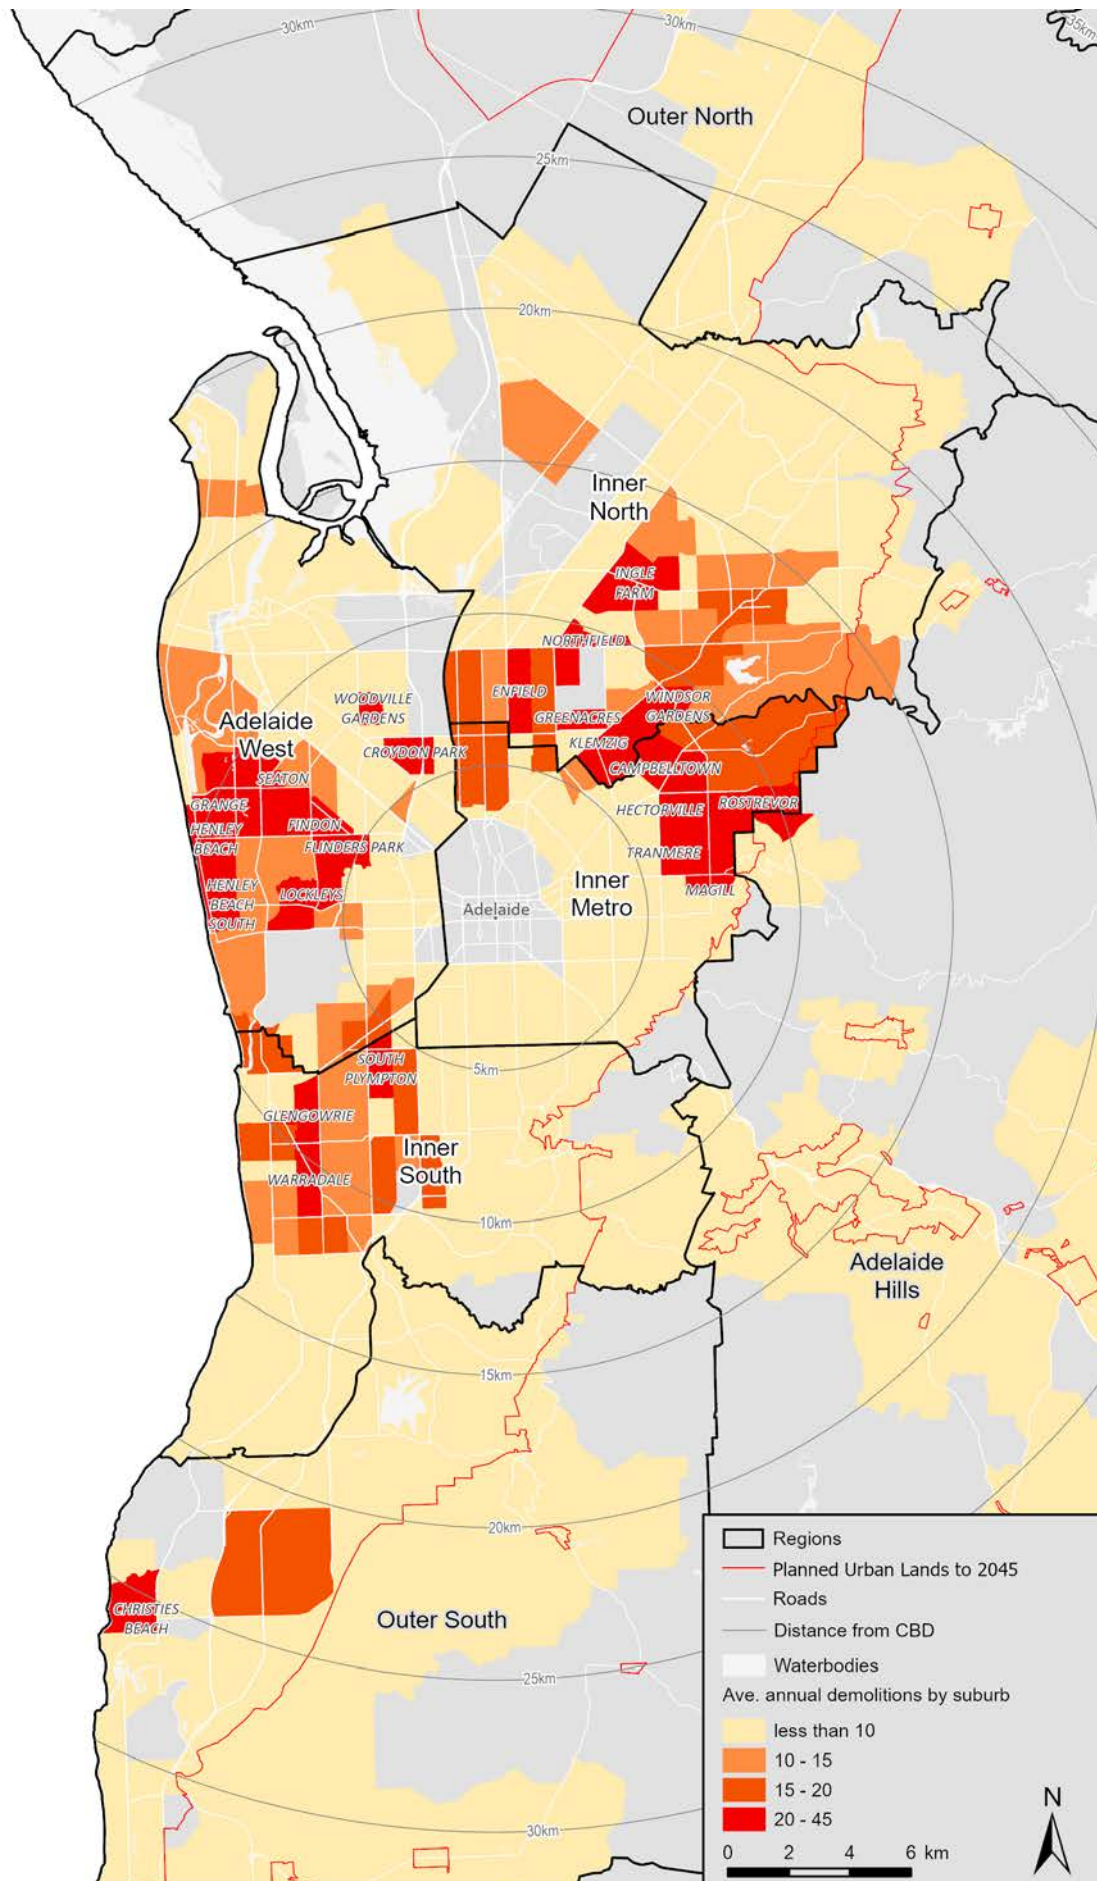 30km
30km
35km
Outer North
25km
20km
Inner
North
INGLE
FARM
NORTHFIELD
WOODVILLE
GARDENS
ENFIELD
WINDSOR
GARDENS
GREENACRES
Adelaide
West
CROYDON PARK
KLEMZIG
CAMPBELLTOWN
SEATON
GRANGE
HECTORVILLE
ROSTREVOR
HENLEY
BEACH
FINDON
FLINDERS PARK
TRANMERE
HENLEY
BEACH
SOUTH
LOCKLEYS
Inner
Metro
MAGILL
Adelaide
SOUTH
PLYMPTON
5km
GLENGOWRIE
Inner
South
WARRADALE
10km
Adelaide
Hills
15km
20km
CHRISTIES
BEACH
Outer South
25km
30km
Regions
Planned Urban Lands to 2045
Roads
Distance from CBD
Waterbodies
Ave. annual demolitions by suburb
less than 10
10 - 15
15 - 20
20 - 45
N
0 2 4 6 km